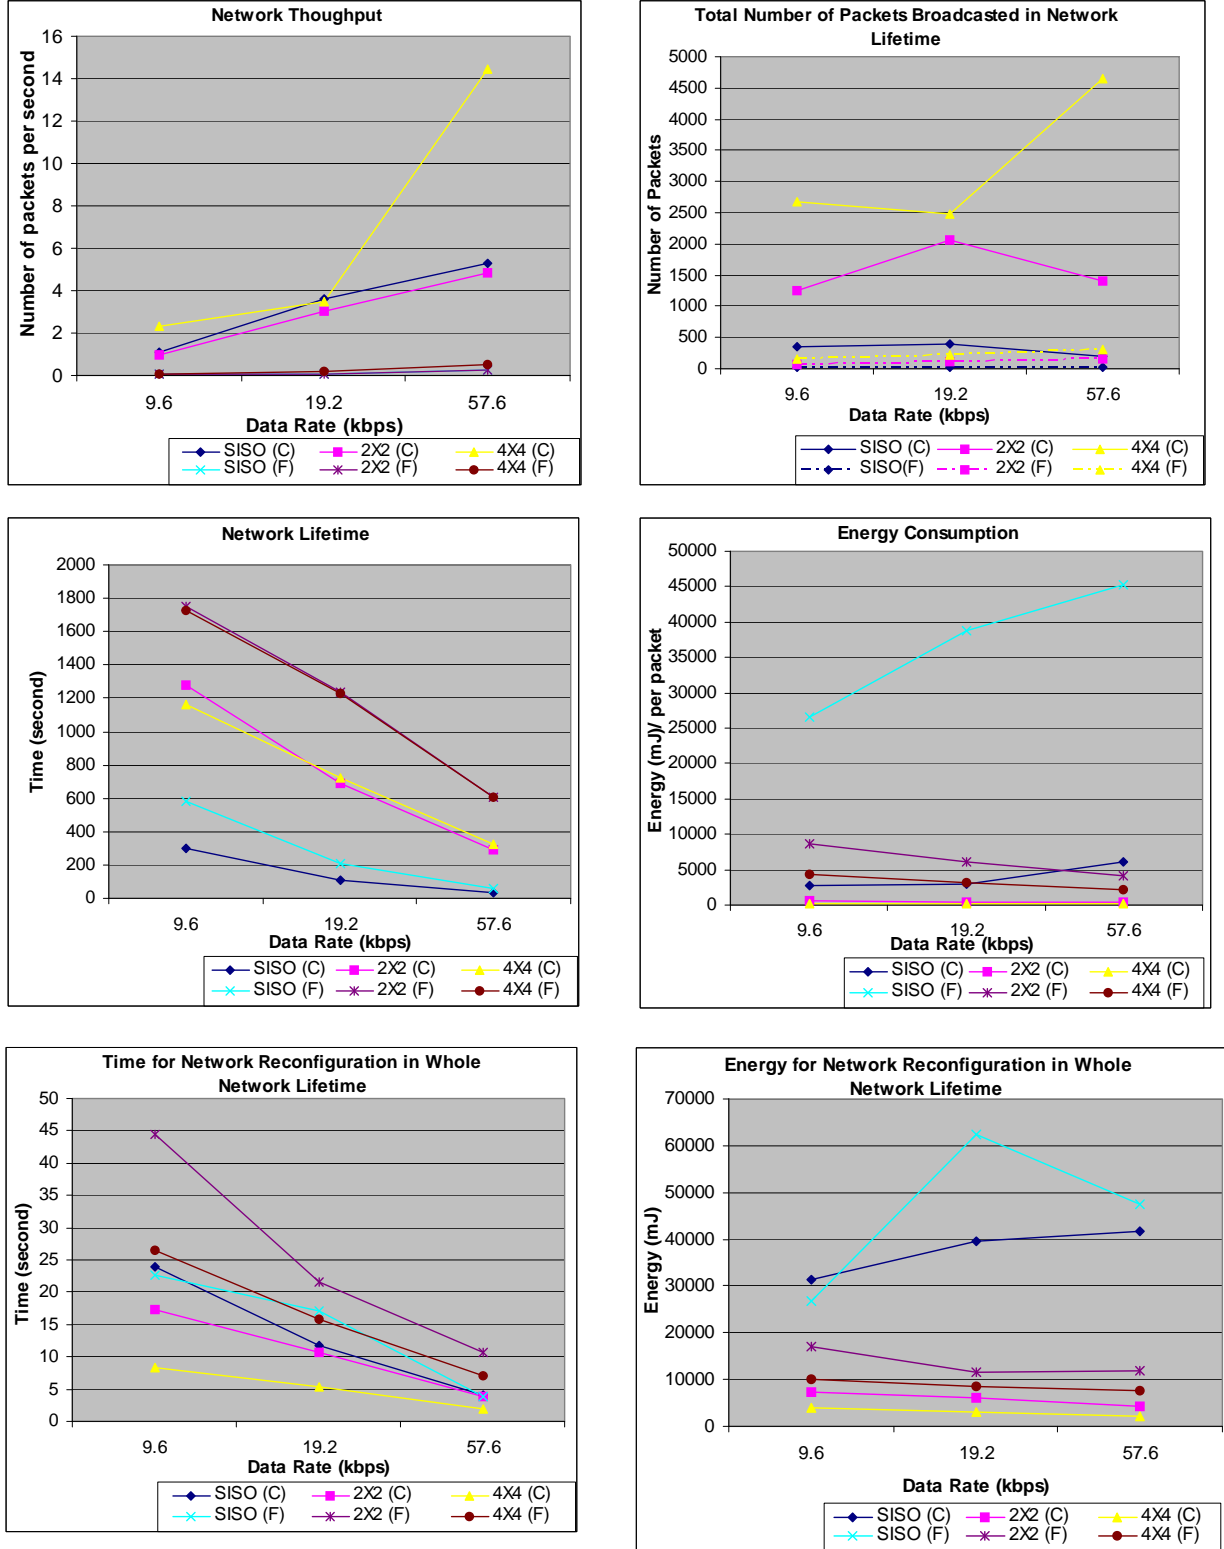 Network Thoughput
Number of packets per second
16
14
12
10
8
6
4
2
0
9.6 19.2 57.6
Data Rate (kbps)
SISO (C) 2X2 (C) 4X4 (C)
SISO (F) 2X2 (F) 4X4 (F)
Total Number of Packets Broadcasted in Network
Lifetime
Number of Packets
5000
4500
4000
3500
3000
2500
2000
1500
1000
500
0
9.6 19.2 57.6
Data Rate (kbps)
SISO (C) 2X2 (C) 4X4 (C)
SISO(F) 2X2 (F) 4X4 (F)
Network Lifetime
Time (second)
2000
1800
1600
1400
1200
1000
800
600
400
200
0
9.6 19.2 57.6
Data Rate (kbps)
SISO (C) 2X2 (C) 4X4 (C)
SISO (F) 2X2 (F) 4X4 (F)
Energy Consumption
Energy (mJ)/ per packet
50000
45000
40000
35000
30000
25000
20000
15000
10000
5000
0
9.6 19.2 57.6
Data Rate (kbps)
SISO (C) 2X2 (C) 4X4 (C)
SISO (F) 2X2 (F) 4X4 (F)
Time for Network Reconfiguration in Whole
Network Lifetime
Time (second)
50
45
40
35
30
25
20
15
10
5
0
9.6 19.2 57.6
Data Rate (kbps)
SISO (C) 2X2 (C) 4X4 (C)
SISO (F) 2X2 (F) 4X4 (F)
Energy for Network Reconfiguration in Whole
Network Lifetime
Energy (mJ)
70000
60000
50000
40000
30000
20000
10000
0
9.6 19.2 57.6
Data Rate (kbps)
SISO (C) 2X2 (C) 4X4 (C)
SISO (F) 2X2 (F) 4X4 (F)